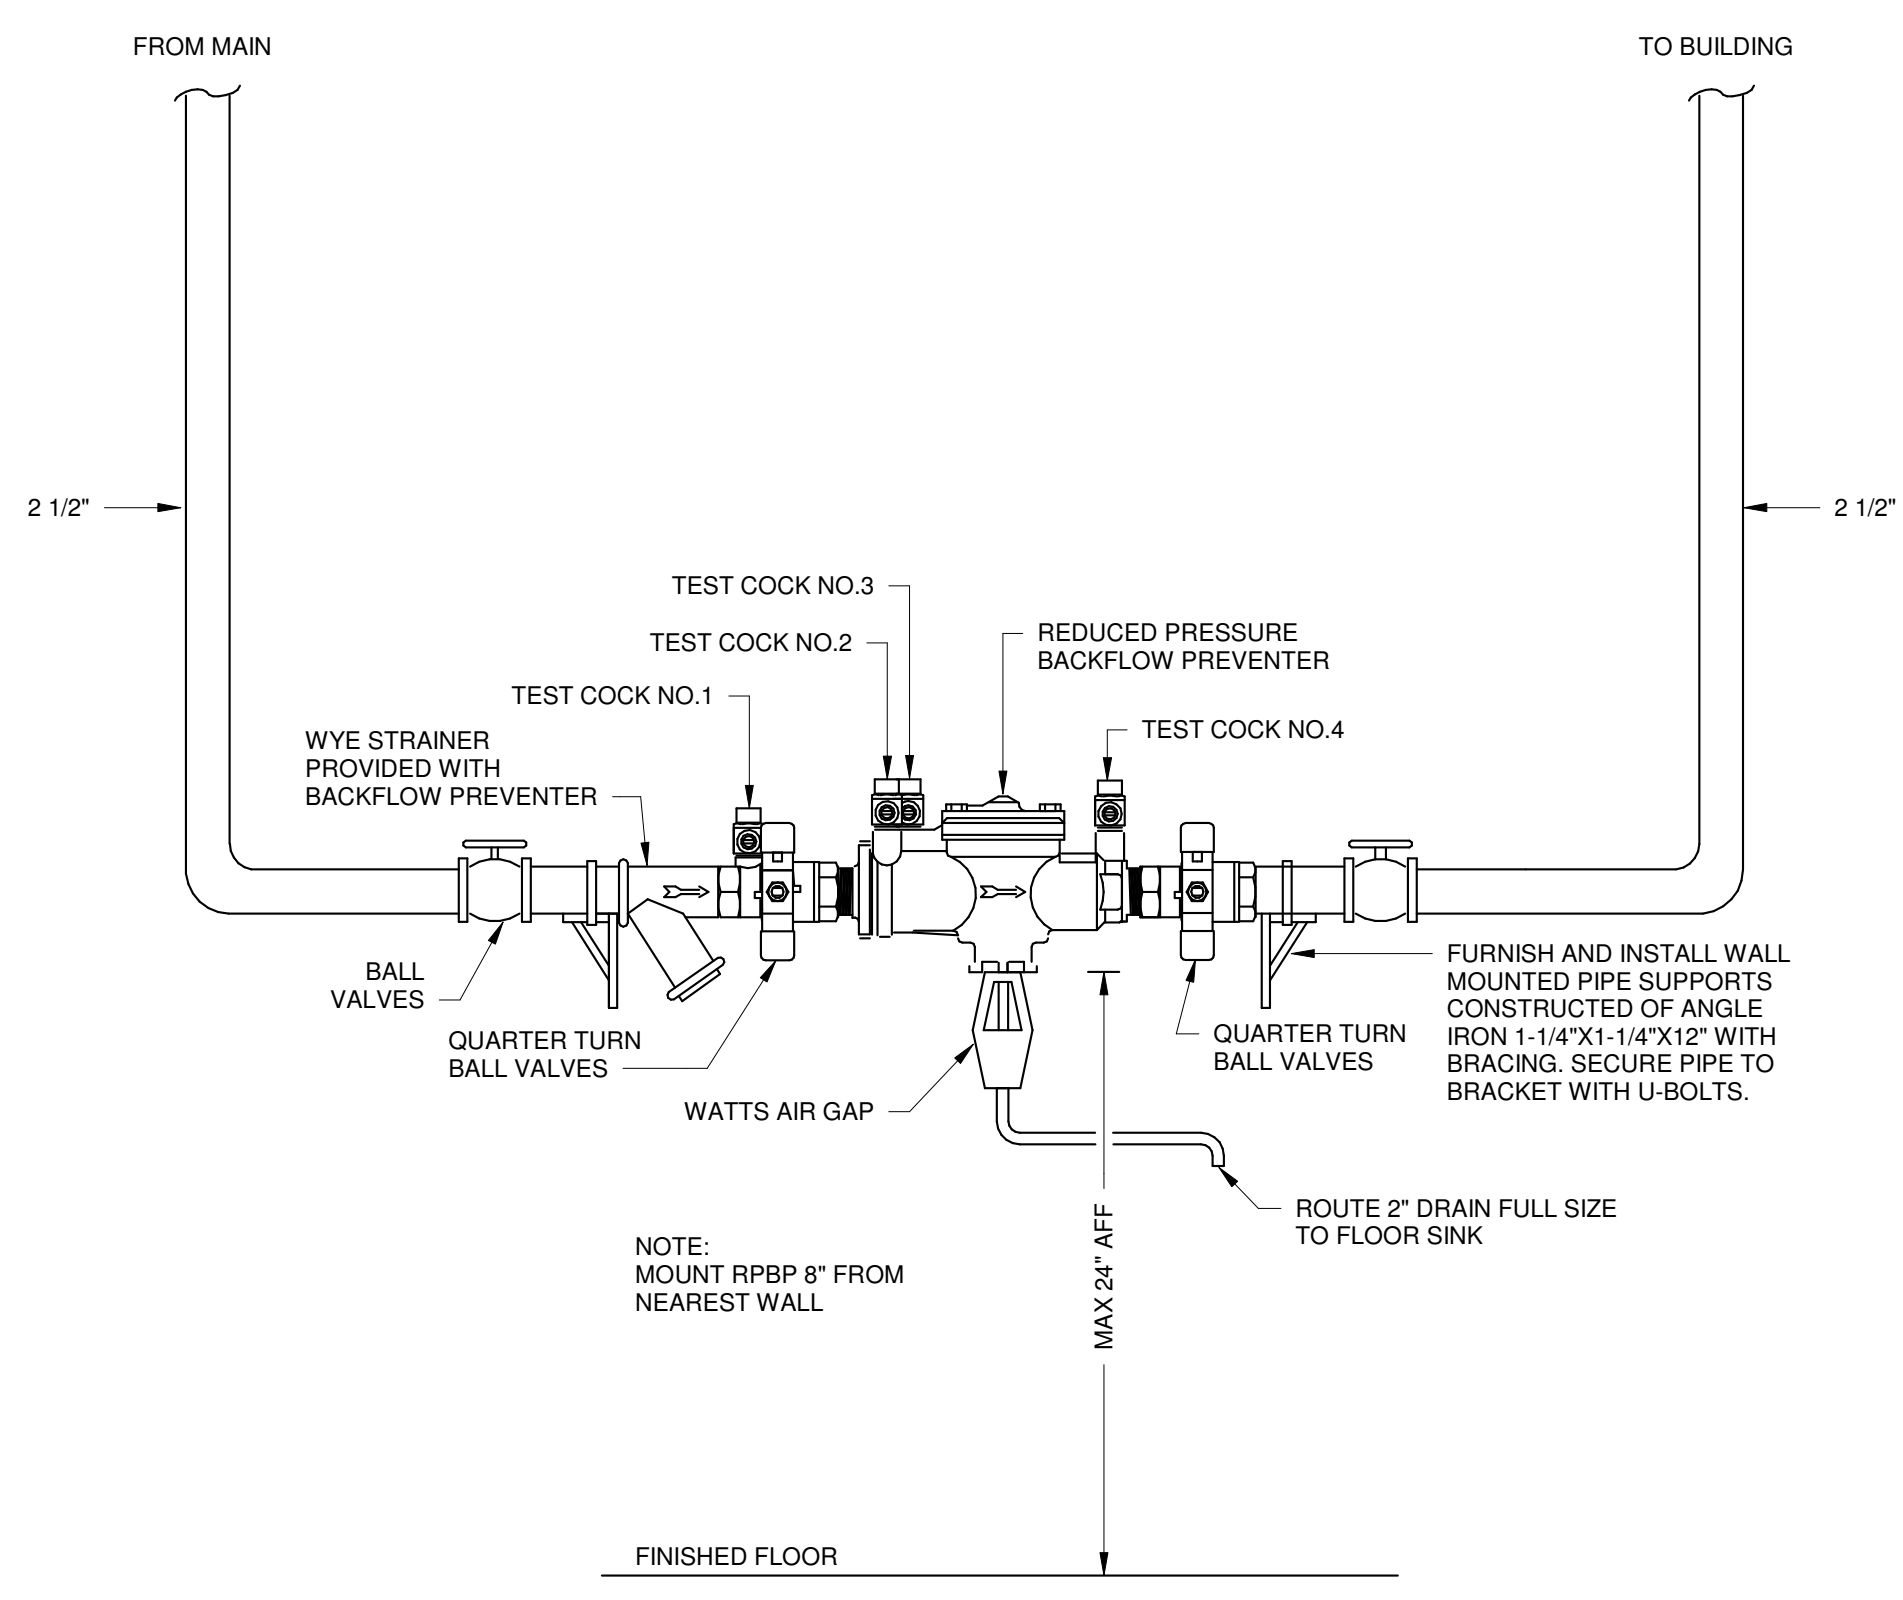 FROM MAIN
TO BUILDING
2 1/2"
2 1/2"
TEST COCK NO.3
TEST COCK NO.2
TEST COCK NO.1
REDUCED PRESSURE
BACKFLOW PREVENTER
TEST COCK NO.4
WYE STRAINER
PROVIDED WITH
BACKFLOW PREVENTER
BALL
VALVES
QUARTER TURN
BALL VALVES
WATTS AIR GAP
QUARTER TURN
BALL VALVES
FURNISH AND INSTALL WALL
MOUNTED PIPE SUPPORTS
CONSTRUCTED OF ANGLE
IRON 1-1/4"X1-1/4"X12" WITH
BRACING. SECURE PIPE TO
BRACKET WITH U-BOLTS.
ROUTE 2" DRAIN FULL SIZE
TO FLOOR SINK
MAX 24" AFF
NOTE:
MOUNT RPBP 8" FROM
NEAREST WALL
FINISHED FLOOR